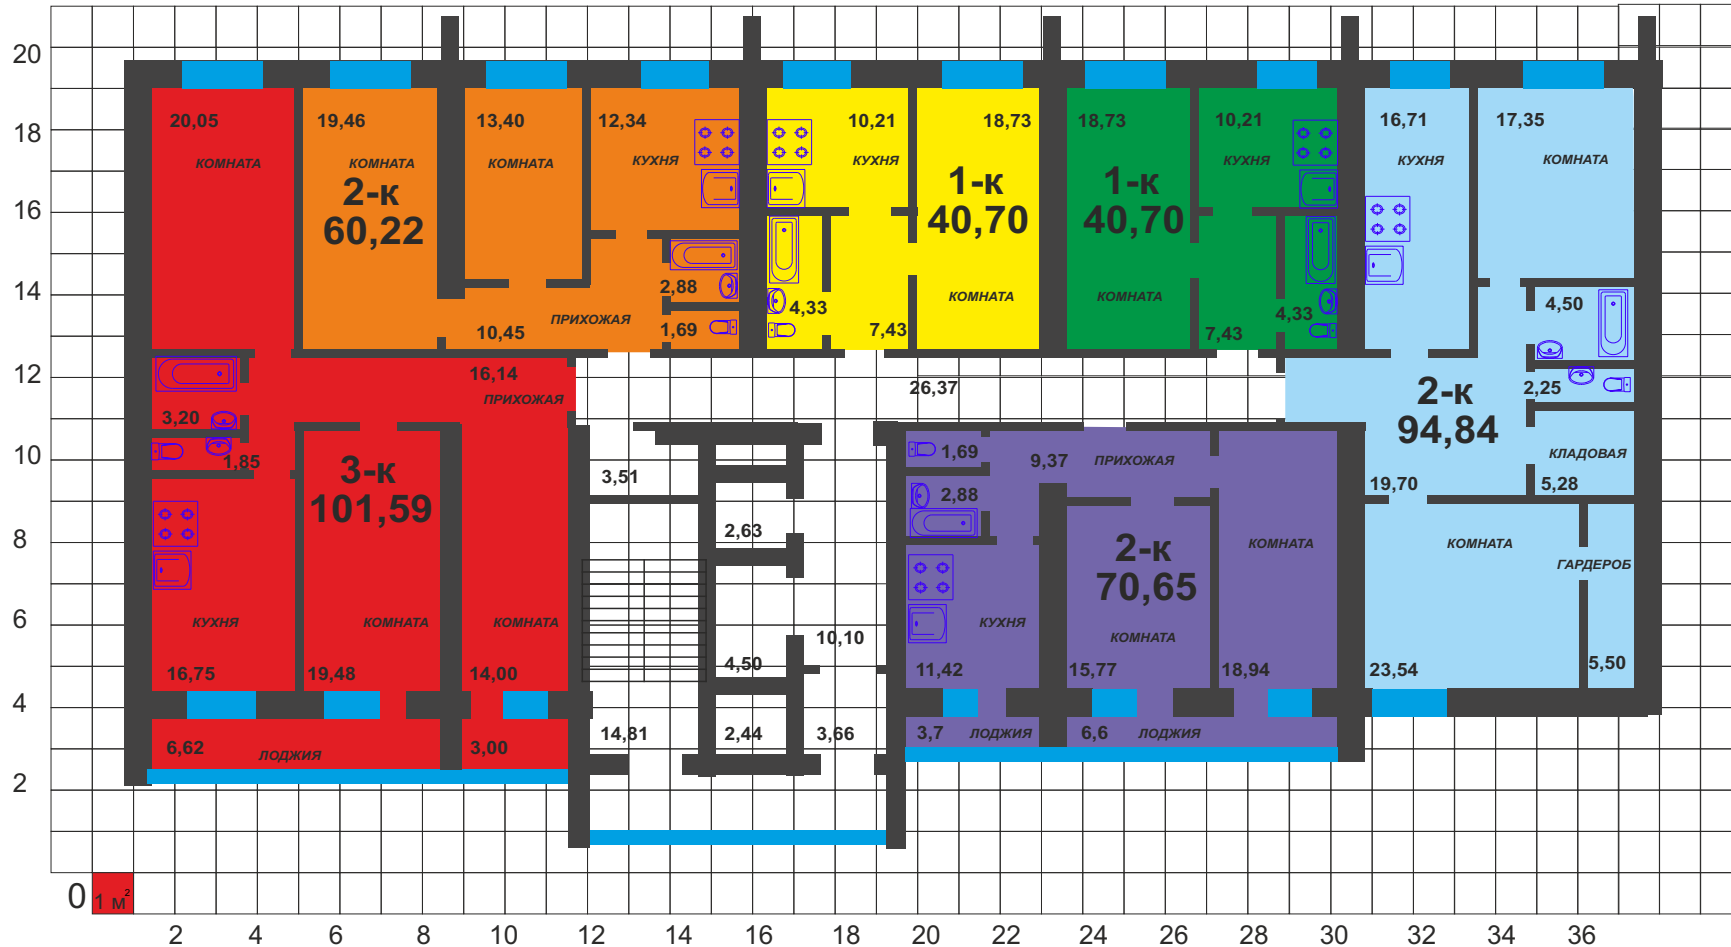 20
18
16
14
12
10
8
6
4
2
0
1 м²
2 4 6 8 10 12 14 16 18 20 22 24 26 28 30 32 34 36
20,05
КОМНАТА
16,14
ПРИХОЖАЯ
3,20
1,85
3-к
101,59
КУХНЯ
КОМНАТА
КОМНАТА
16,75
19,48
14,00
6,62
ЛОДЖИЯ
3,00
19,46
КОМНАТА
2-к
60,22
13,40
КОМНАТА
12,34
КУХНЯ
2,88
ПРИХОЖАЯ
10,45
1,69
10,21
КУХНЯ
18,73
1-к
40,70
4,33
КОМНАТА
7,43
18,73
10,21
КУХНЯ
1-к
40,70
КОМНАТА
4,33
7,43
16,71
КУХНЯ
17,35
КОМНАТА
4,50
2-к
94,84
2,25
КЛАДОВАЯ
19,70
5,28
КОМНАТА
ГАРДЕРОБ
23,54
5,50
26,37
3,51
2,63
10,10
4,50
14,81
2,44
3,66
1,69
9,37
ПРИХОЖАЯ
2,88
2-к
70,65
КОМНАТА
КУХНЯ
КОМНАТА
11,42
15,77
18,94
3,7
ЛОДЖИЯ
6,6
ЛОДЖИЯ